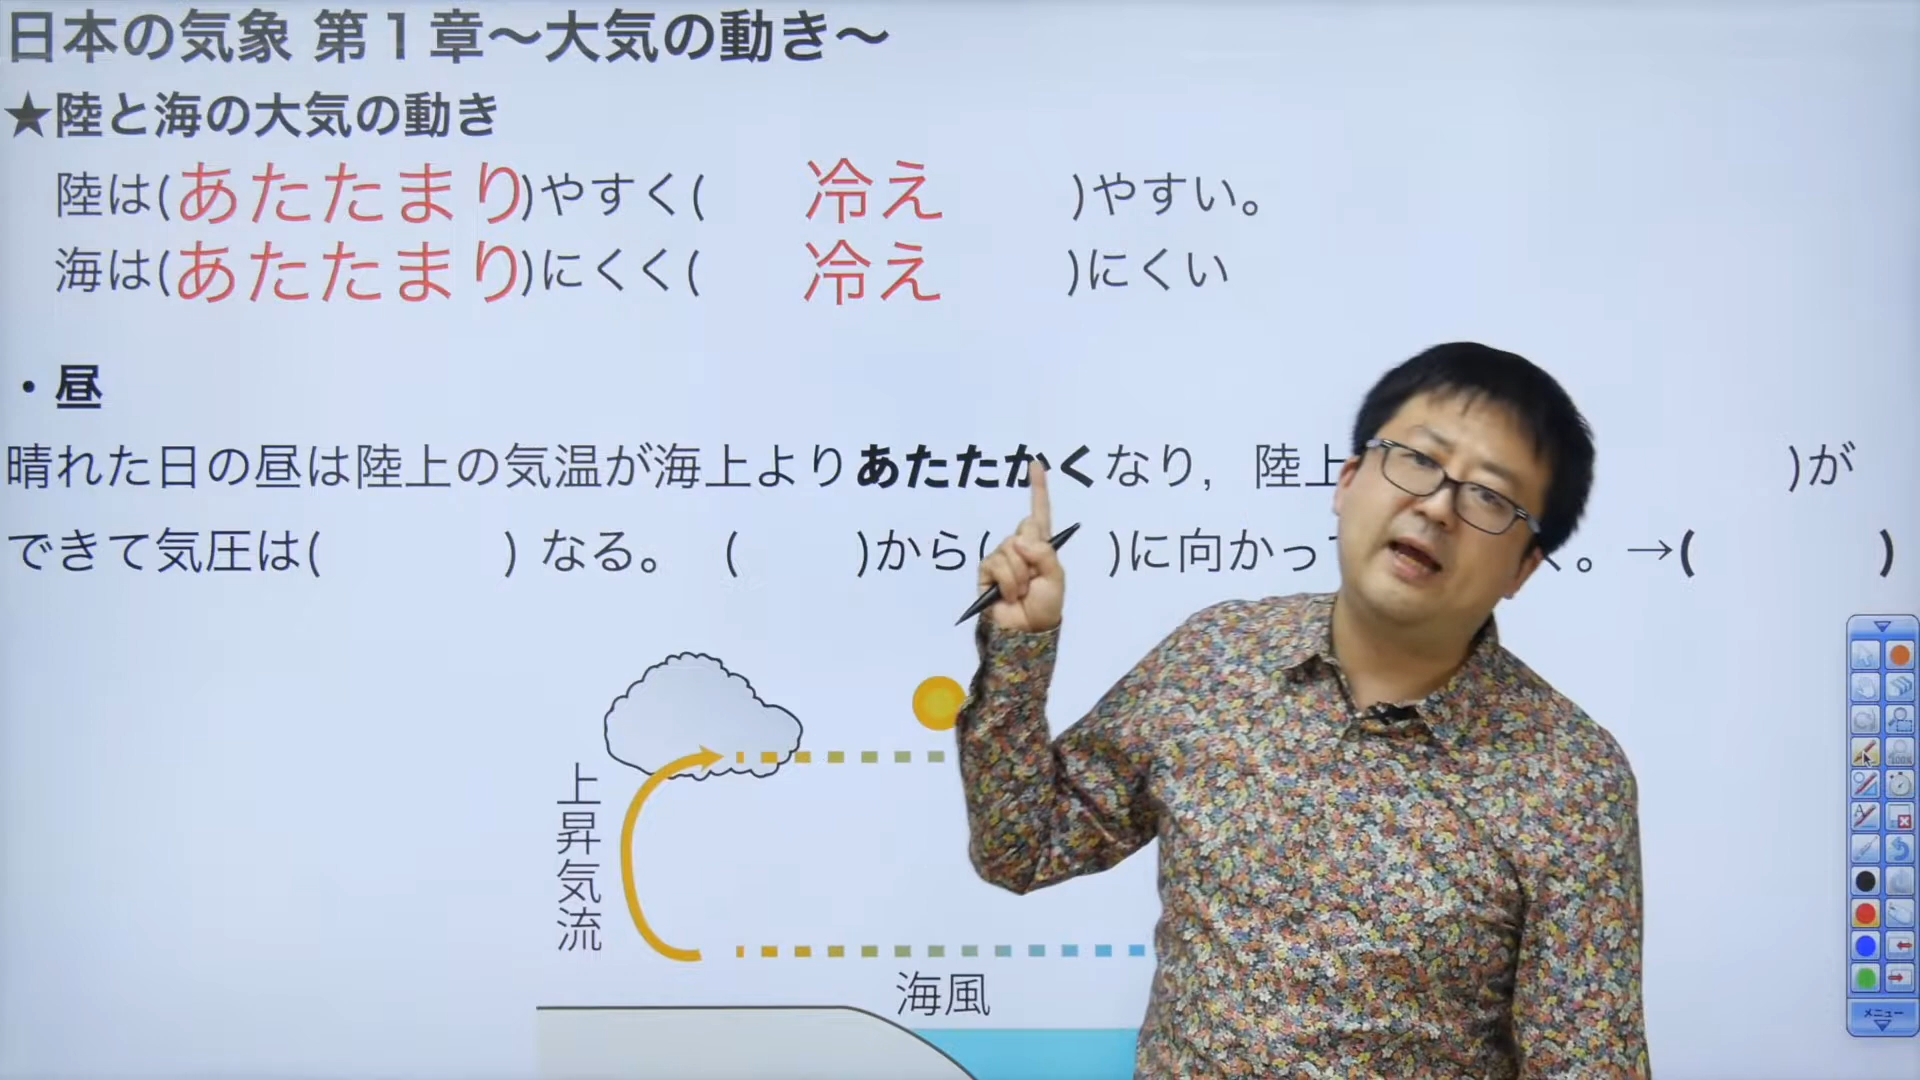 日本の気象 第１章〜大気の動き〜
★陸と海の大気の動き
陸は(あたたまり)やすく(　冷え　)やすい。
海は(あたたまり)にくく(　冷え　)にくい
・昼
晴れた日の昼は陸上の気温が海上よりあたたかくなり，陸上　)が
できて気圧は(　　) なる。 (　　)から(　　)に向かっ　く。→(　　)
上昇気流
海風
メニュー